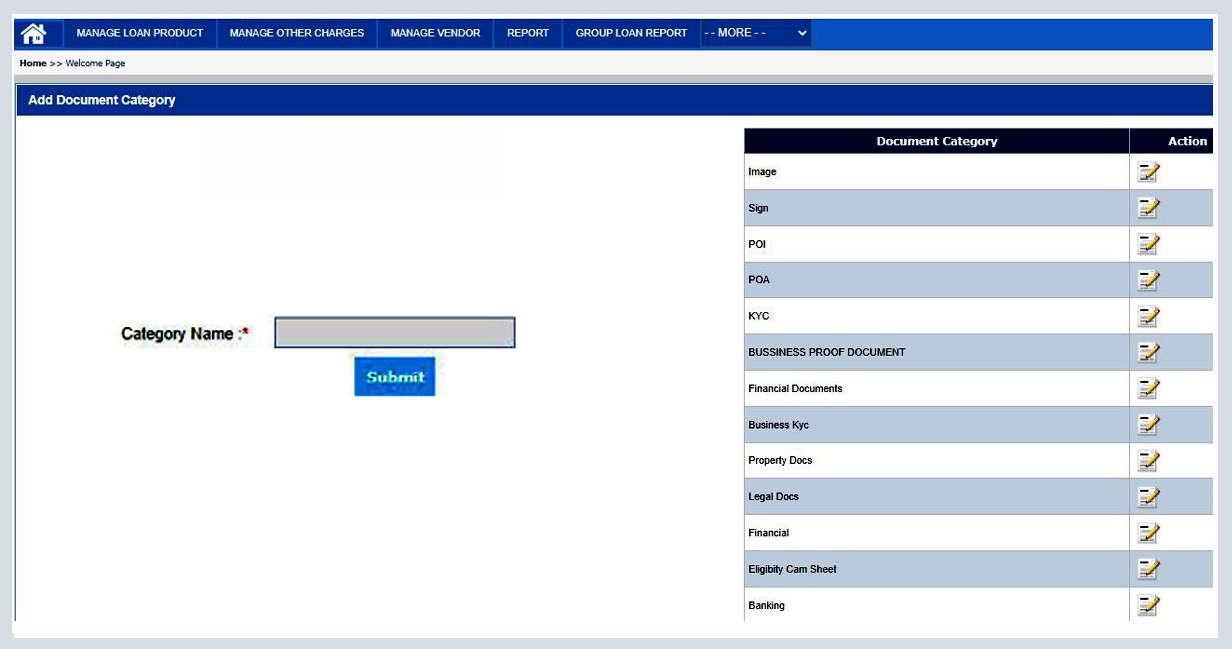 MANAGE LOAN PRODUCT MANAGE OTHER CHARGES MANAGE VENDOR REPORT GROUP LOAN REPORT - - MORE - -
Home >> Welcome Page
Add Document Category
Document Category Action
Image
Sign
POI
POA
KYC
Category Name :*
BUSSINESS PROOF DOCUMENT
Submit
Financial Documents
Business Kyc
Property Docs
Legal Docs
Financial
Eligibity Cam Sheet
Banking